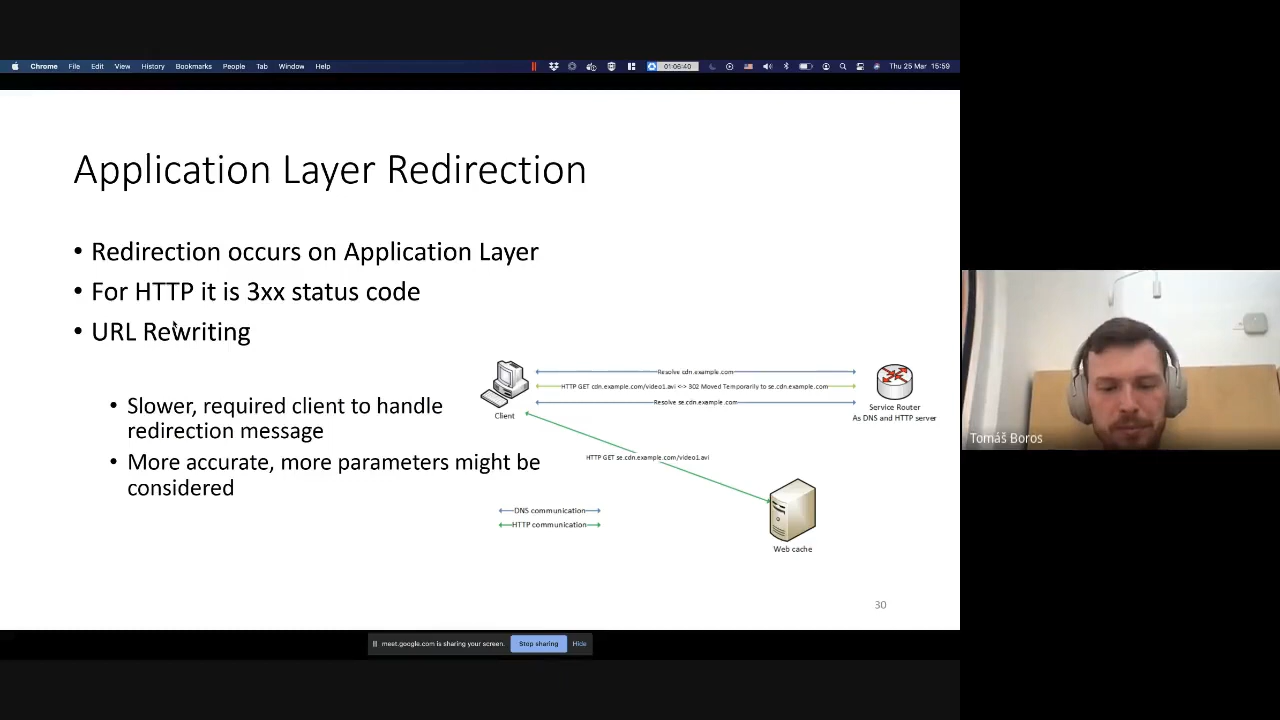 Chrome File Edit View History Bookmarks People Tab Window Help 01:06:40 Thu 25 Mar 15:59
Application Layer Redirection
• Redirection occurs on Application Layer
• For HTTP it is 3xx status code
• URL Rewriting
• Slower, required client to handle
redirection message
• More accurate, more parameters might be
considered
Resolve cdn.example.com
HTTP GET cdn.example.com/video1.avi <-> 302 Moved Temporarily to se.cdn.example.com
Resolve se.cdn.example.com
Client
Service Router
As DNS and HTTP server
HTTP GET se.cdn.example.com/video1.avi
DNS communication
HTTP communication
Web cache
30
Tomáš Boros
meet.google.com is sharing your screen. Stop sharing Hide